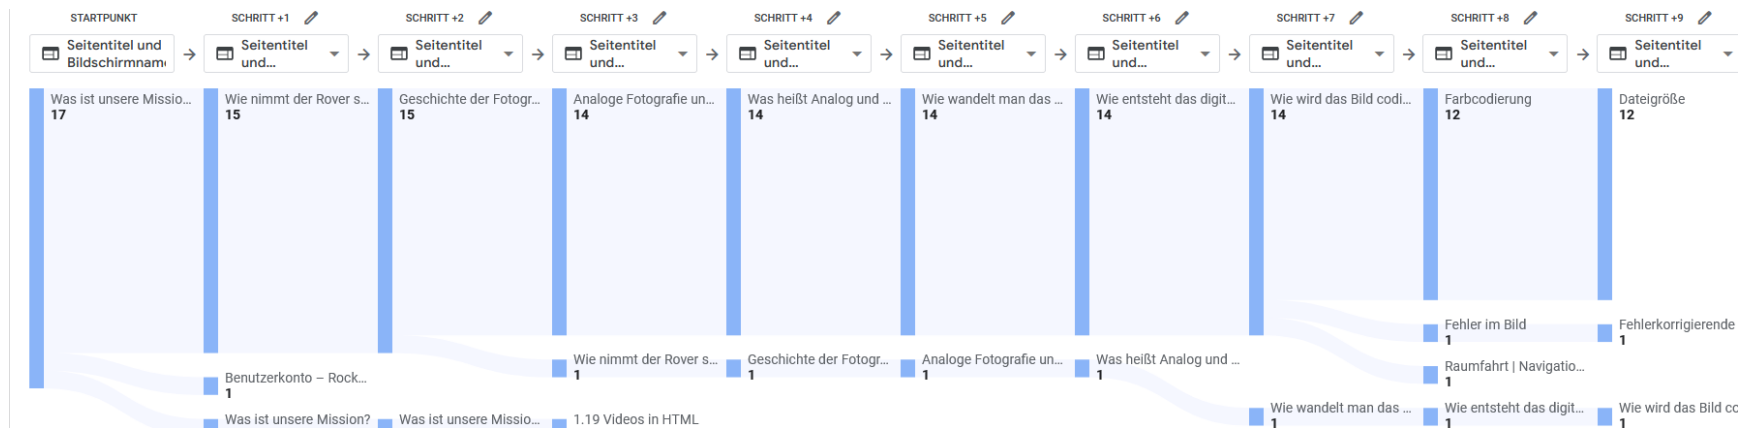 STARTPUNKT
SCHRITT +1
SCHRITT +2
SCHRITT +3
SCHRITT +4
SCHRITT +5
SCHRITT +6
SCHRITT +7
SCHRITT +8
SCHRITT +9
Seitentitel und
Bildschirmnam
Seitentitel
und...
Seitentitel
und...
Seitentitel
und...
Seitentitel
und...
Seitentitel
und...
Seitentitel
und...
Seitentitel
und...
Seitentitel
und...
Seitentitel
und...
Was ist unsere Missio...
17
Wie nimmt der Rover s...
15
Geschichte der Fotogr...
15
Analoge Fotografie un...
14
Was heißt Analog und ...
14
Wie wandelt man das ...
14
Wie entsteht das digit...
14
Wie wird das Bild codi...
14
Farbcodierung
12
Dateigröße
12
Fehler im Bild
1
Fehlerkorrigierende
1
Wie nimmt der Rover s...
1
Geschichte der Fotogr...
1
Analoge Fotografie un...
1
Was heißt Analog und ...
1
Raumfahrt | Navigatio...
1
Benutzerkonto – Rock...
1
Wie wandelt man das ...
1
Wie entsteht das digit...
1
Wie wird das Bild co
1
Was ist unsere Mission?
Was ist unsere Missio...
1.19 Videos in HTML